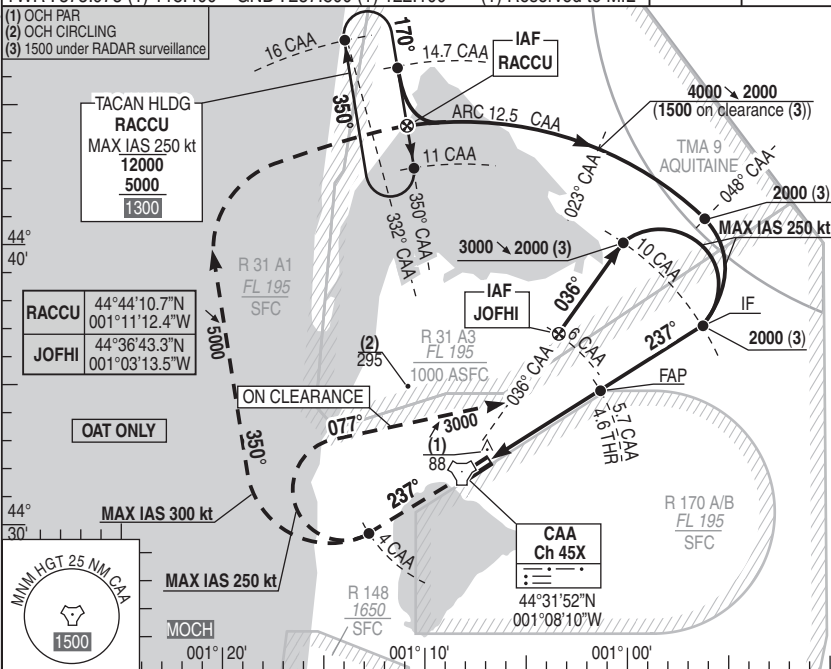 (1) OCH PAR
(2) OCH CIRCLING
(3) 1500 under RADAR surveillance
16 CAA
170°
14.7 CAA
IAF
RACCU
TACAN HLDG
RACCU
MAX IAS 250 kt
12000
5000
1300
350°
ARC 12.5 CAA
4000 ↘ 2000
(1500 on clearance (3))
TMA 9
AQUITAINE
11 CAA
023° CAA
048° CAA
2000 (3)
MAX IAS 250 kt
350° CAA
332° CAA
44°
40'
3000 ↘ 2000 (3)
10 CAA
R 31 A1
FL 195
SFC
IAF
JOFHI
036°
IF
2000 (3)
RACCU 44°44'10.7"N
001°11'12.4"W
JOFHI 44°36'43.3"N
001°03'13.5"W
↘ 5000
(2)
295
R 31 A3
FL 195
1000 ASFC
6 CAA
237°
FAP
036° CAA
ON CLEARANCE
OAT ONLY
077°
↗ 3000
5.7 CAA
4.6 THR
350°
(1)
88
237°
MAX IAS 300 kt
44°
30'
4 CAA
R 170 A/B
FL 195
SFC
CAA
Ch 45X
44°31'52"N
001°08'10"W
MAX IAS 250 kt
MNM HGT 25 NM CAA
1500
R 148
1650
SFC
MOCH
001°20'
001°10'
001°00'